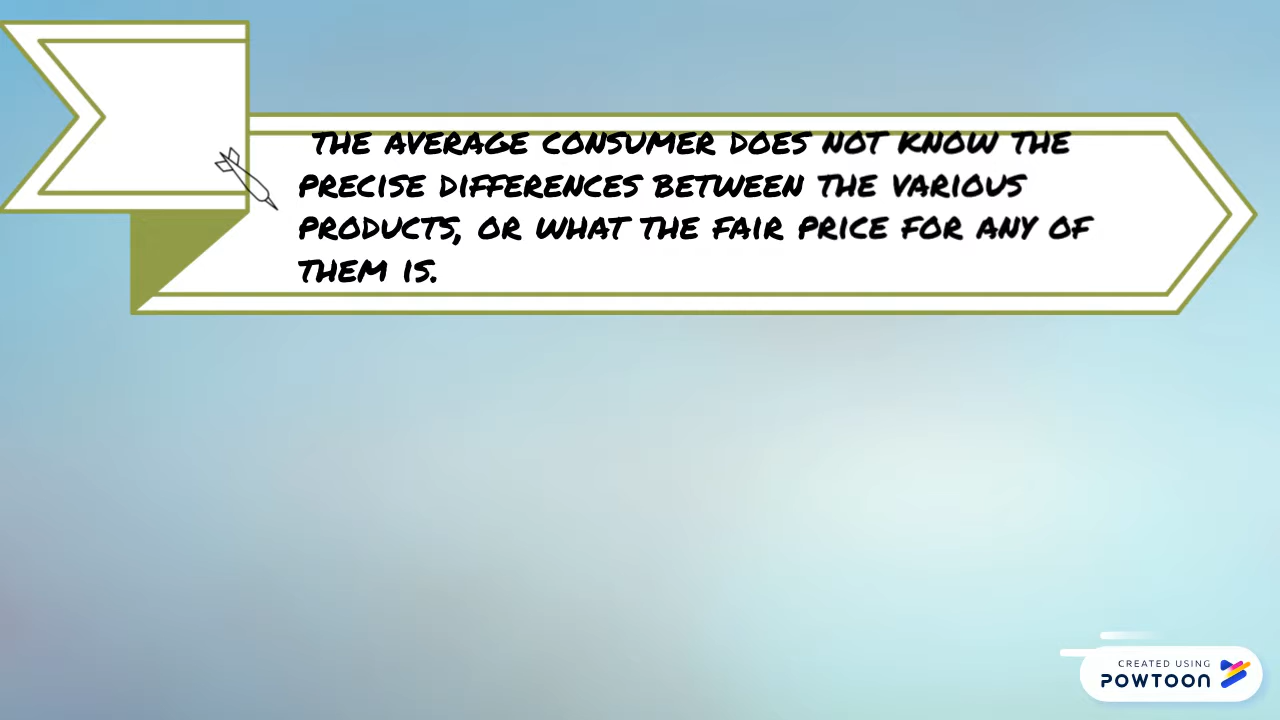 THE AVERAGE CONSUMER DOES NOT KNOW THE
PRECISE DIFFERENCES BETWEEN THE VARIOUS
PRODUCTS, OR WHAT THE FAIR PRICE FOR ANY OF
THEM IS.
CREATED USING
POWTOON